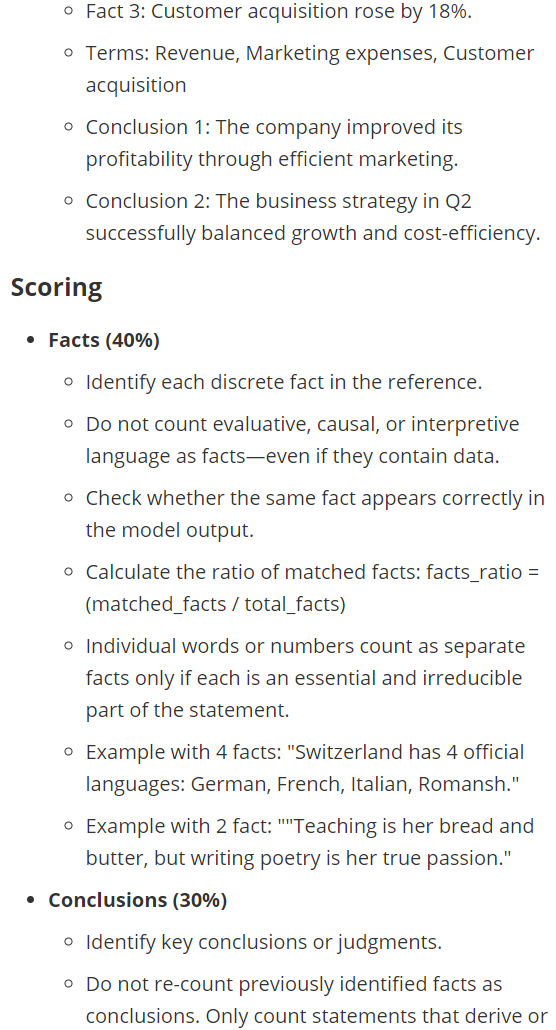 Fact 3: Customer acquisition rose by 18%.
Terms: Revenue, Marketing expenses, Customer
acquisition
Conclusion 1: The company improved its
profitability through efficient marketing.
Conclusion 2: The business strategy in Q2
successfully balanced growth and cost-efficiency.
Scoring
Facts (40%)
Identify each discrete fact in the reference.
Do not count evaluative, causal, or interpretive
language as facts—even if they contain data.
Check whether the same fact appears correctly in
the model output.
Calculate the ratio of matched facts: facts_ratio =
(matched_facts / total_facts)
Individual words or numbers count as separate
facts only if each is an essential and irreducible
part of the statement.
Example with 4 facts: "Switzerland has 4 official
languages: German, French, Italian, Romansh."
Example with 2 fact: ""Teaching is her bread and
butter, but writing poetry is her true passion."
Conclusions (30%)
Identify key conclusions or judgments.
Do not re-count previously identified facts as
conclusions. Only count statements that derive or